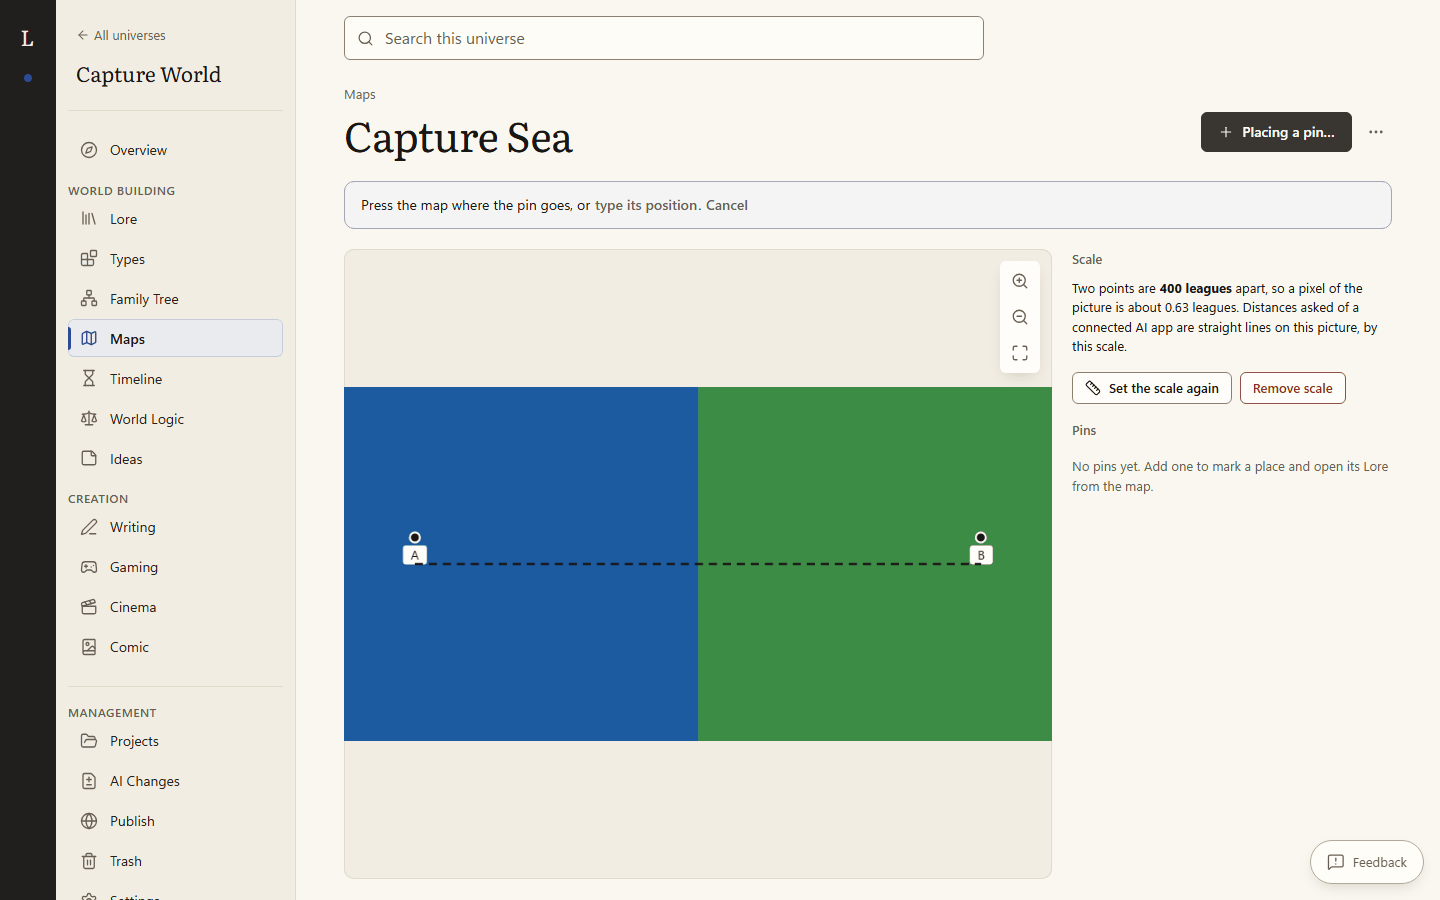 L
All universes
Capture World
Overview
WORLD BUILDING
Lore
Types
Family Tree
Maps
Timeline
World Logic
Ideas
CREATION
Writing
Gaming
Cinema
Comic
MANAGEMENT
Projects
AI Changes
Publish
Trash
Settings
Search this universe
Maps
Capture Sea
Placing a pin...
Press the map where the pin goes, or type its position. Cancel
A
B
Scale
Two points are 400 leagues apart, so a pixel of the
picture is about 0.63 leagues. Distances asked of a
connected AI app are straight lines on this picture, by
this scale.
Set the scale again
Remove scale
Pins
No pins yet. Add one to mark a place and open its Lore
from the map.
Feedback